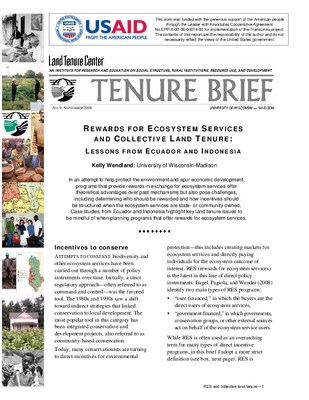 This work was funded with the generous support of the American people
through the Leader with Associates Cooperative Agreement
No.EPP-A-00-06-00014-00 for implementation of the TransLinks project.
The contents of this report are the responsibility of the author and do not
necessarily reflect the views of the United States government.
USAID
FROM THE AMERICAN PEOPLE
Land Tenure Center
AN INSTITUTE FOR RESEARCH AND EDUCATION ON SOCIAL STRUCTURE, RURAL INSTITUTIONS, RESOURCE USE, AND DEVELOPMENT
TENURE BRIEF
NO. 9, SEPTEMBER 2008
UNIVERSITY OF WISCONSIN — MADISON
REWARDS FOR ECOSYSTEM SERVICES
AND COLLECTIVE LAND TENURE:
LESSONS FROM ECUADOR AND INDONESIA
Kelly Wendland: University of Wisconsin-Madison
In an attempt to help protect the environment and spur economic development,
programs that provide rewards in exchange for ecosystem services offer
theoretical advantages over past mechanisms but also pose challenges,
including determining who should be rewarded and how incentives should
be structured when the ecosystem services are state- or community-owned.
Case studies from Ecuador and Indonesia highlight key land tenure issues to
be mindful of when planning programs that offer rewards for ecosystem services.
Incentives to conserve
ATTEMPTS TO CONSERVE biodiversity and
other ecosystem services have been
carried out through a number of policy
instruments over time. Initially, a strict
regulatory approach—often referred to as
command and control—was the favored
tool. The 1980s and 1990s saw a shift
toward indirect strategies that linked
conservation to local development. The
most popular tool in this category has
been integrated conservation and
development projects, also referred to as
community-based conservation.
Today, many conservationists are turning
to direct incentives for environmental
protection—this includes creating markets for
ecosystem services and directly paying
individuals for the ecosystem outcome of
interest. RES (rewards for ecosystem services)
is the latest in this line of direct policy
instruments. Engel, Pagiola, and Wunder (2008)
identify two main types of RES programs:
• "user-financed," in which the buyers are the
direct users of ecosystem services,
• "government-financed," in which governments,
conservation groups, or other external sources
act on behalf of the ecosystem service users.
While RES is often used as an overarching
term for many types of direct incentive
programs, in this brief I adopt a more strict
definition (see box, next page). RES is
RES and collective land tenure—1